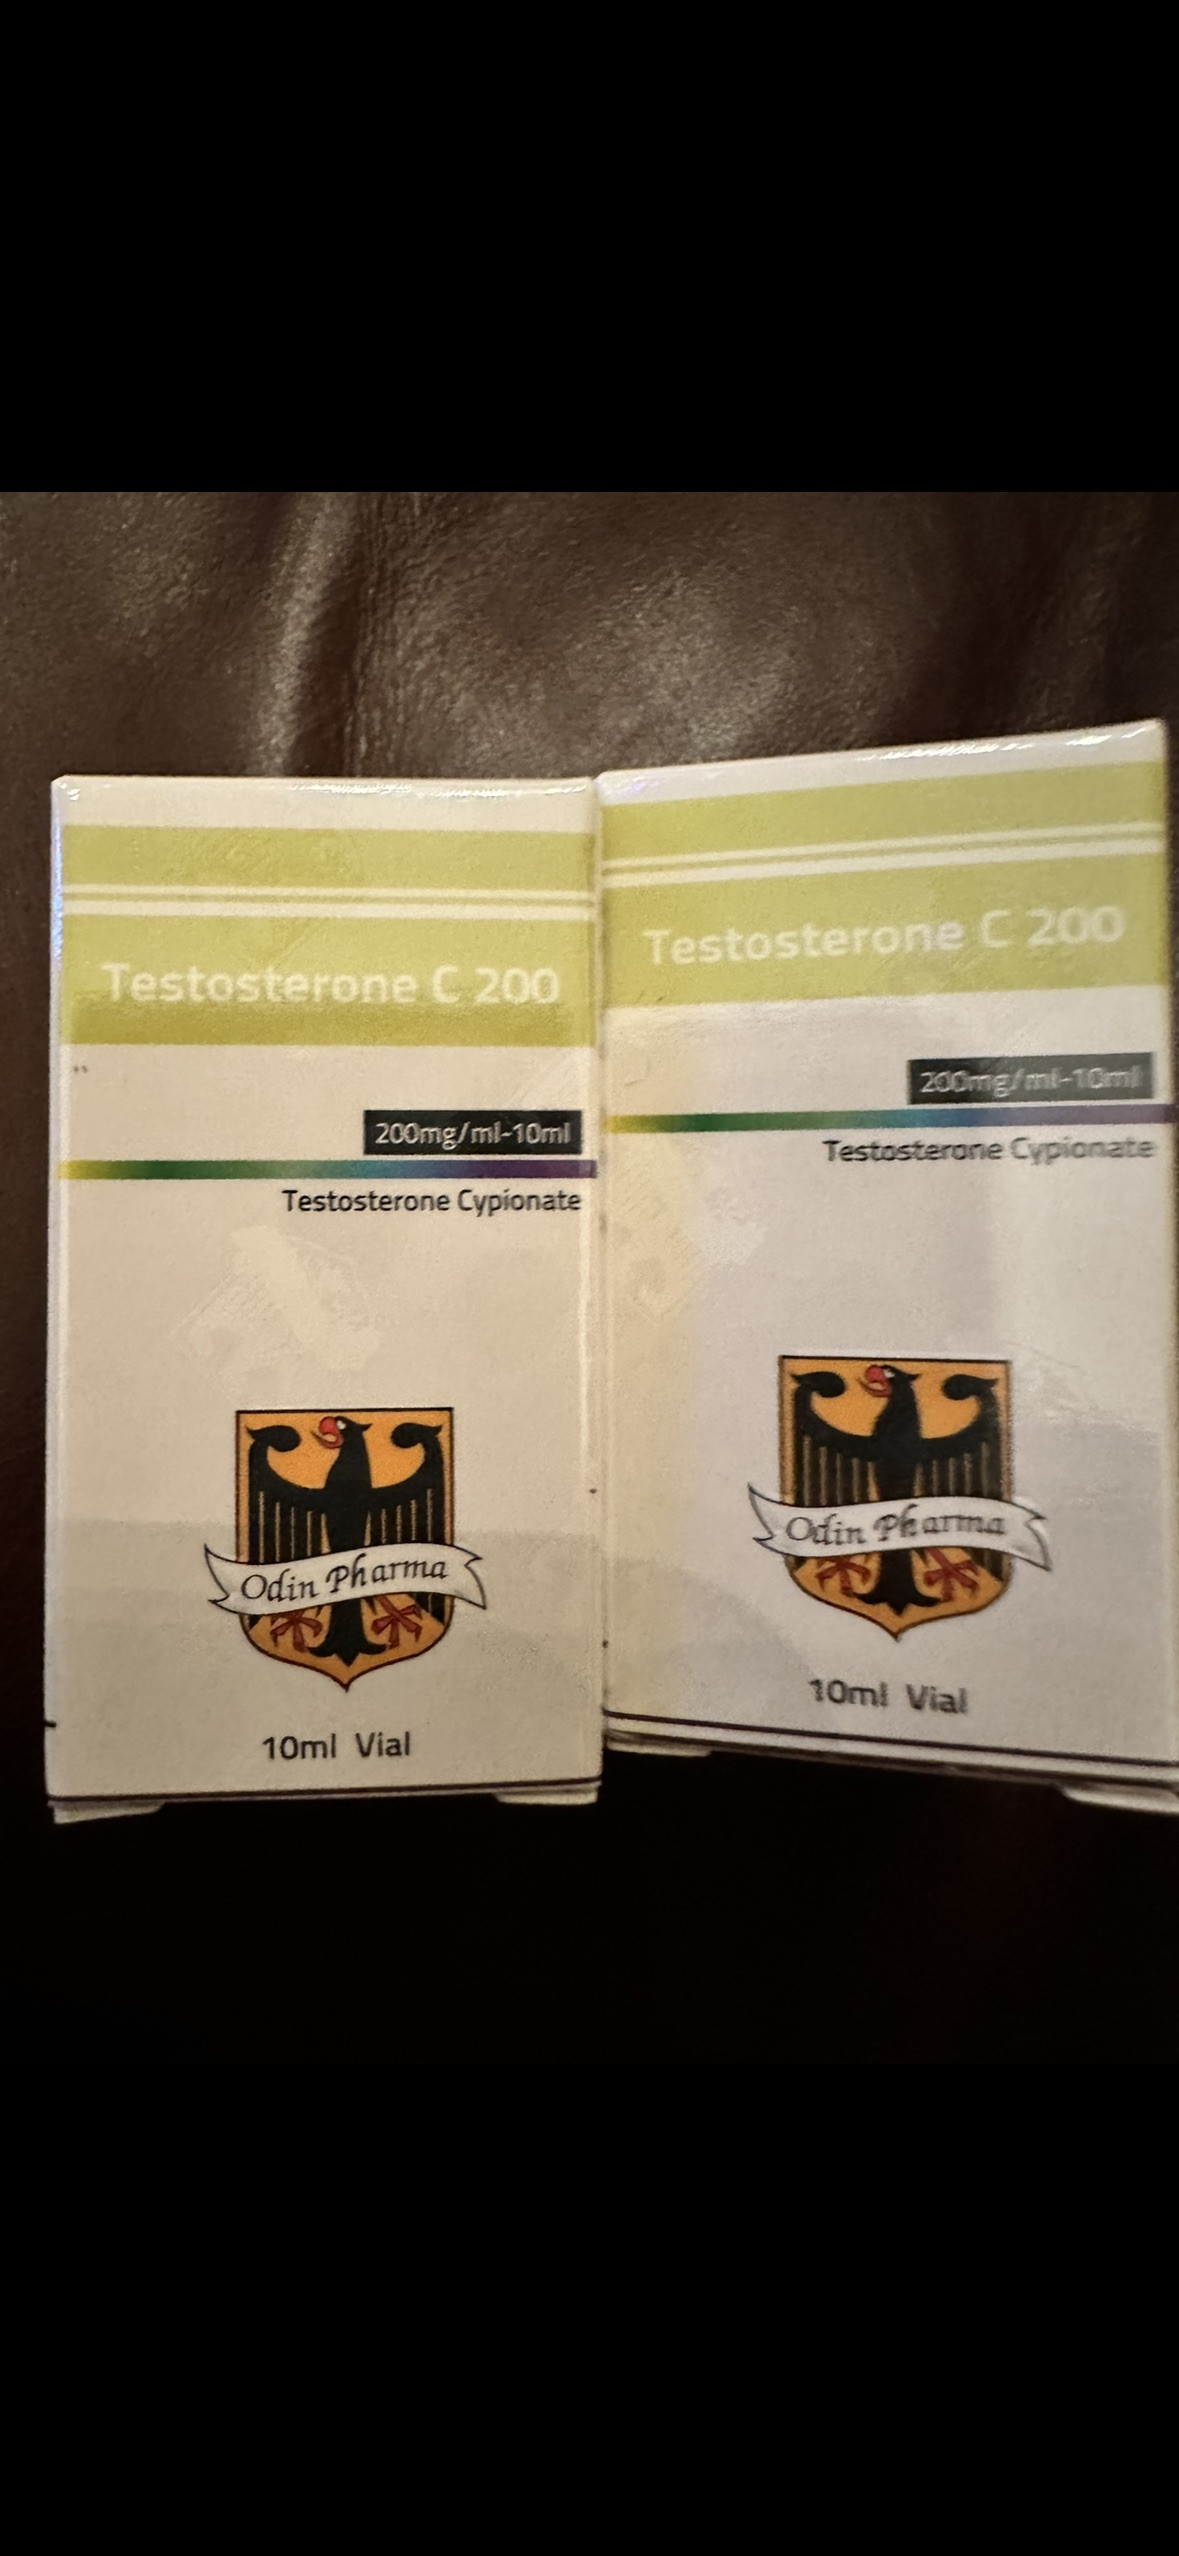 Testosterone C 200
200mg/ml-10ml
Testosterone Cypionate
Odin Pharma
10ml Vial
Testosterone C 200
200mg/ml-10ml
Testosterone Cypionate
Odin Pharma
10ml Vial